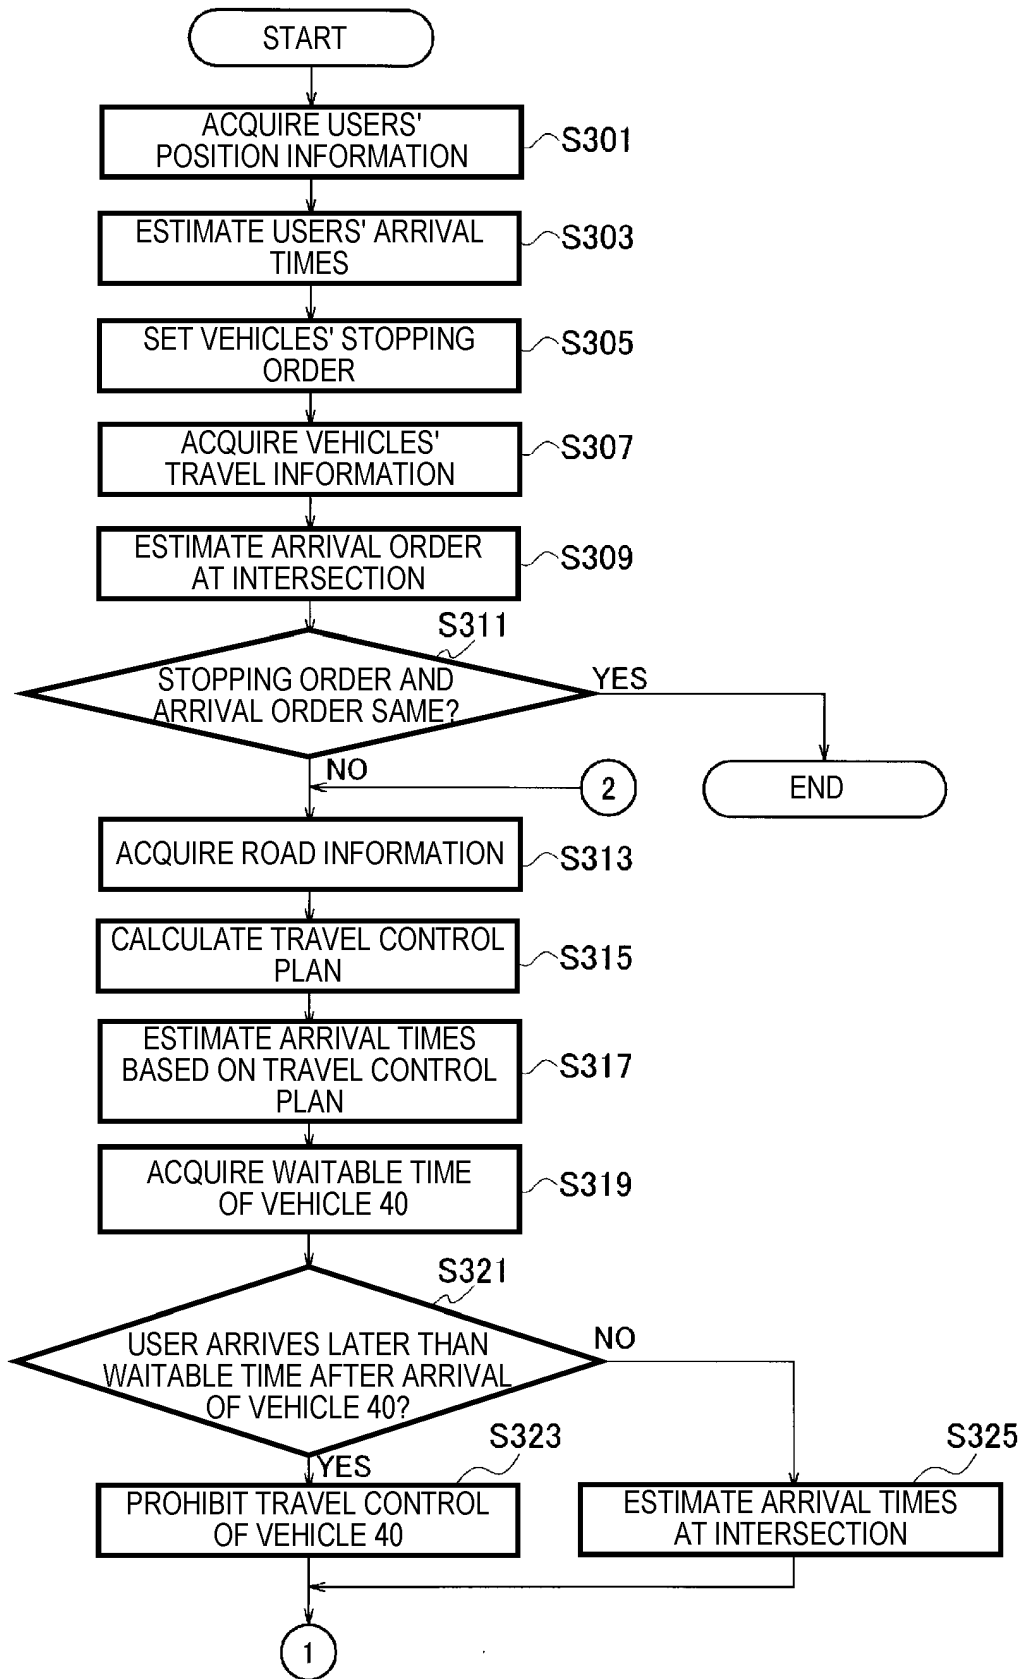 START
ACQUIRE USERS'
POSITION INFORMATION
S301
ESTIMATE USERS' ARRIVAL
TIMES
S303
SET VEHICLES' STOPPING
ORDER
S305
ACQUIRE VEHICLES'
TRAVEL INFORMATION
S307
ESTIMATE ARRIVAL ORDER
AT INTERSECTION
S309
S311
STOPPING ORDER AND
ARRIVAL ORDER SAME?
YES
NO
2
END
ACQUIRE ROAD INFORMATION
S313
CALCULATE TRAVEL CONTROL
PLAN
S315
ESTIMATE ARRIVAL TIMES
BASED ON TRAVEL CONTROL
PLAN
S317
ACQUIRE WAITABLE TIME
OF VEHICLE 40
S319
S321
USER ARRIVES LATER THAN
WAITABLE TIME AFTER ARRIVAL
OF VEHICLE 40?
NO
YES
S323
PROHIBIT TRAVEL CONTROL
OF VEHICLE 40
S325
ESTIMATE ARRIVAL TIMES
AT INTERSECTION
1